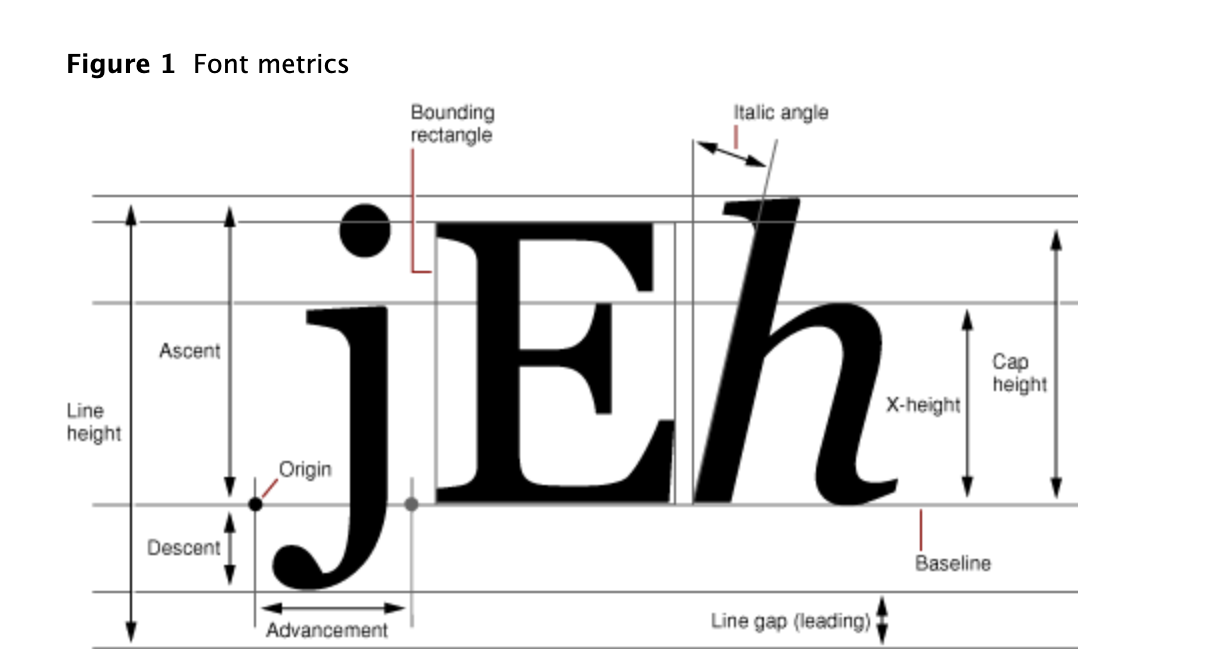 Figure 1 Font metrics
Bounding
rectangle
Italic angle
jEh
Ascent
Cap
height
X-height
Line
height
Origin
Descent
Baseline
Line gap (leading)
Advancement